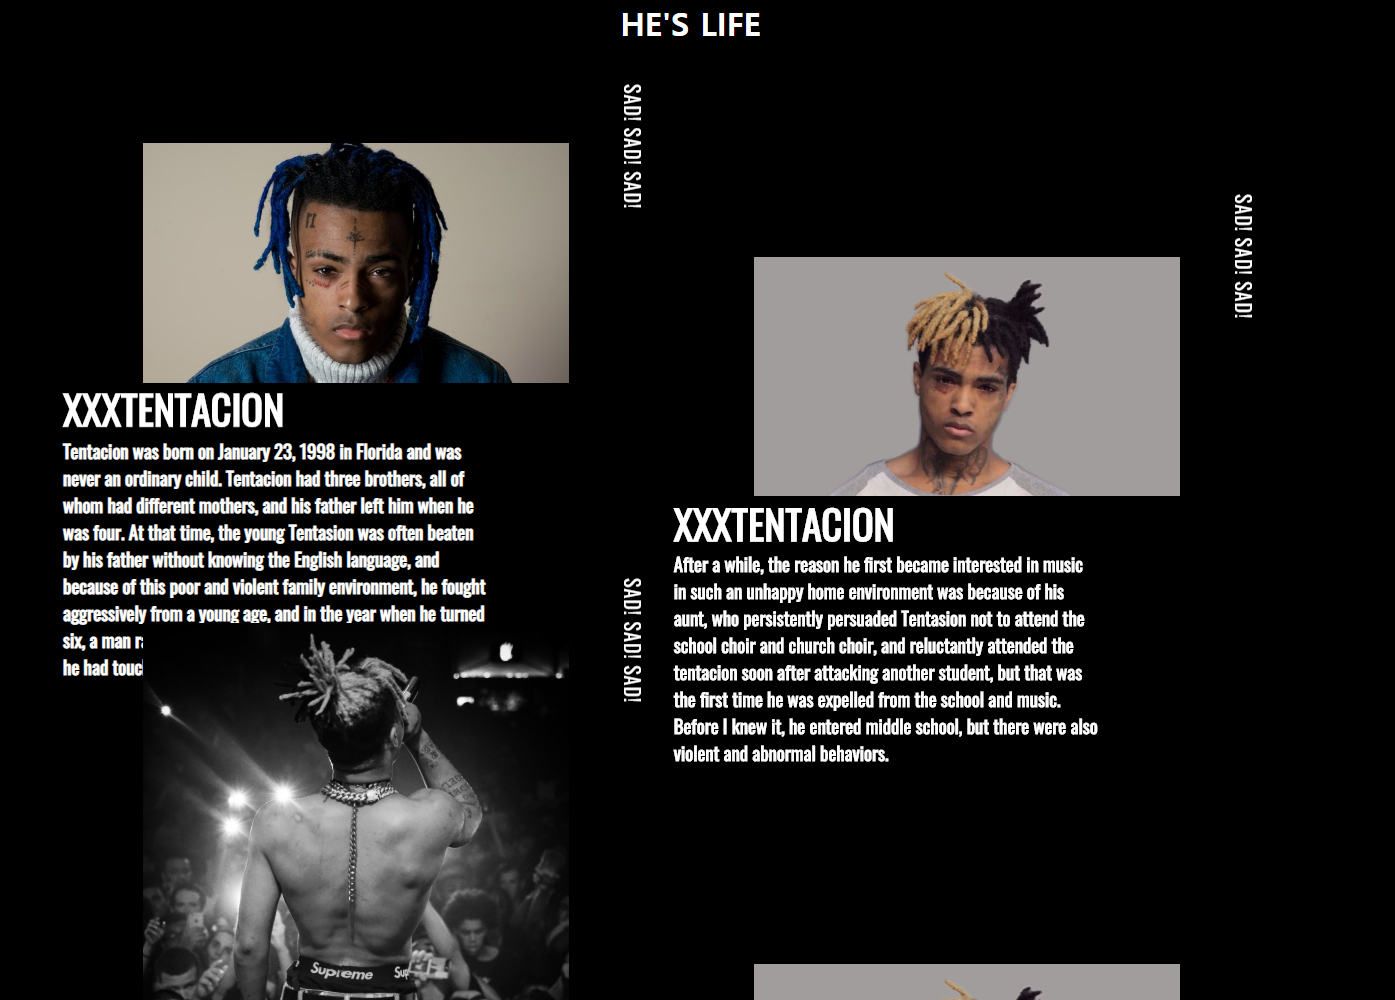 HE'S LIFE
SAD! SAD! SAD!
XXXTENTACION
Tentacion was born on January 23, 1998 in Florida and was
never an ordinary child. Tentacion had three brothers, all of
whom had different mothers, and his father left him when he
was four. At that time, the young Tentasion was often beaten
by his father without knowing the English language, and
because of this poor and violent family environment, he fought
aggressively from a young age, and in the year when he turned
six, a man
he had
Supreme
Sup
SAD! SAD! SAD!
SAD! SAD! SAD!
XXXTENTACION
After a while, the reason he first became interested in music
in such an unhappy home environment was because of his
aunt, who persistently persuaded Tentasion not to attend the
school choir and church choir, and reluctantly attended the
tentacion soon after attacking another student, but that was
the first time he was expelled from the school and music.
Before I knew it, he entered middle school, but there were also
violent and abnormal behaviors.